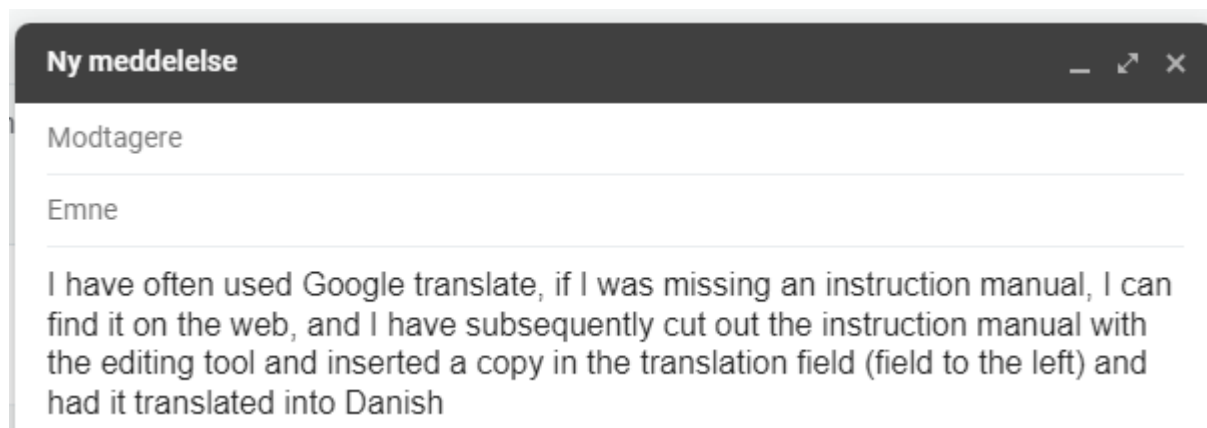 Ny meddelelse
Modtagere
Emne
I have often used Google translate, if I was missing an instruction manual, I can
find it on the web, and I have subsequently cut out the instruction manual with
the editing tool and inserted a copy in the translation field (field to the left) and
had it translated into Danish